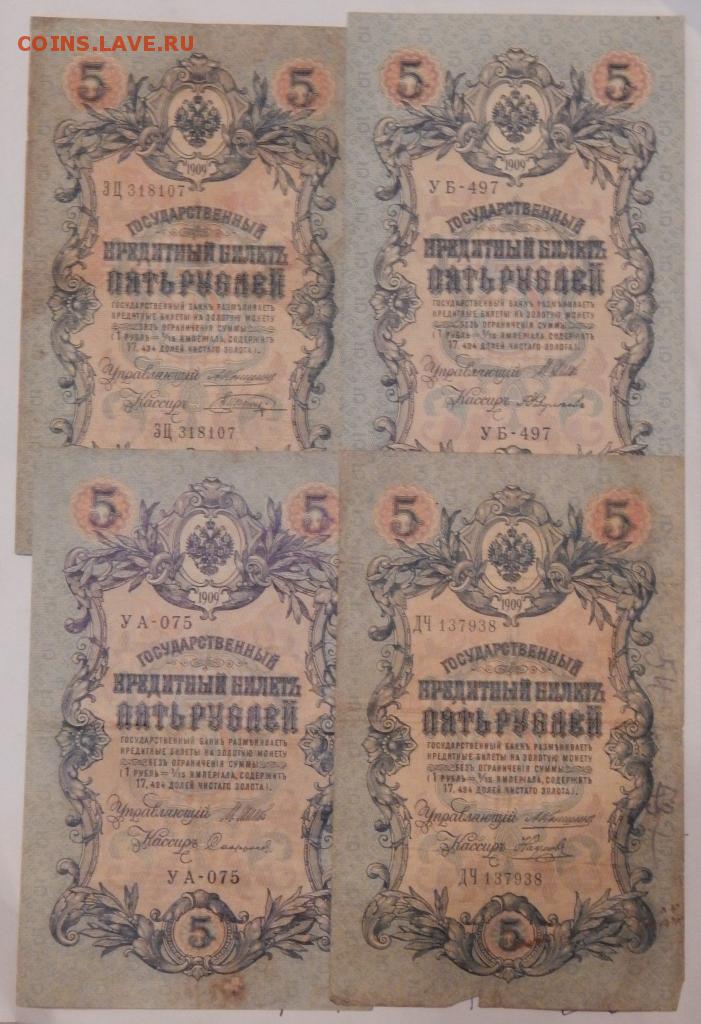 COINS.LAVE.RU
5 5
1909
ЗЦ 318107
ГОСУДАРСТВЕННЫЙ
КРЕДИТНЫЙ БИЛЕТЪ
ПЯТЬ РУБЛЕЙ
ГОСУДАРСТВЕННЫЙ БАНКЪ РАЗМѢНИВАЕТЪ
КРЕДИТНЫЕ БИЛЕТЫ НА ЗОЛОТУЮ МОНЕТУ
БЕЗЪ ОГРАНИЧЕНІЯ СУММЫ
(1 РУБЛЬ = 1/15 ИМПЕРІАЛА, СОДЕРЖИТЪ
17,424 ДОЛЕЙ ЧИСТАГО ЗОЛОТА).
Управляющій
Кассиръ
ЗЦ 318107
5 5
1909
УБ-497
ГОСУДАРСТВЕННЫЙ
КРЕДИТНЫЙ БИЛЕТЪ
ПЯТЬ РУБЛЕЙ
ГОСУДАРСТВЕННЫЙ БАНКЪ РАЗМѢНИВАЕТЪ
КРЕДИТНЫЕ БИЛЕТЫ НА ЗОЛОТУЮ МОНЕТУ
БЕЗЪ ОГРАНИЧЕНІЯ СУММЫ
(1 РУБЛЬ = 1/15 ИМПЕРІАЛА, СОДЕРЖИТЪ
17,424 ДОЛЕЙ ЧИСТАГО ЗОЛОТА).
Управляющій
Кассиръ
УБ-497
5 5
1909
УА-075
ГОСУДАРСТВЕННЫЙ
КРЕДИТНЫЙ БИЛЕТЪ
ПЯТЬ РУБЛЕЙ
ГОСУДАРСТВЕННЫЙ БАНКЪ РАЗМѢНИВАЕТЪ
КРЕДИТНЫЕ БИЛЕТЫ НА ЗОЛОТУЮ МОНЕТУ
БЕЗЪ ОГРАНИЧЕНІЯ СУММЫ
(1 РУБЛЬ = 1/15 ИМПЕРІАЛА, СОДЕРЖИТЪ
17,424 ДОЛЕЙ ЧИСТАГО ЗОЛОТА).
Управляющій
Кассиръ
УА-075
5
5 5
1909
ДЧ 137938
ГОСУДАРСТВЕННЫЙ
КРЕДИТНЫЙ БИЛЕТЪ
ПЯТЬ РУБЛЕЙ
ГОСУДАРСТВЕННЫЙ БАНКЪ РАЗМѢНИВАЕТЪ
КРЕДИТНЫЕ БИЛЕТЫ НА ЗОЛОТУЮ МОНЕТУ
БЕЗЪ ОГРАНИЧЕНІЯ СУММЫ
(1 РУБЛЬ = 1/15 ИМПЕРІАЛА, СОДЕРЖИТЪ
17,424 ДОЛЕЙ ЧИСТАГО ЗОЛОТА).
Управляющій
Кассиръ
ДЧ 137938
5